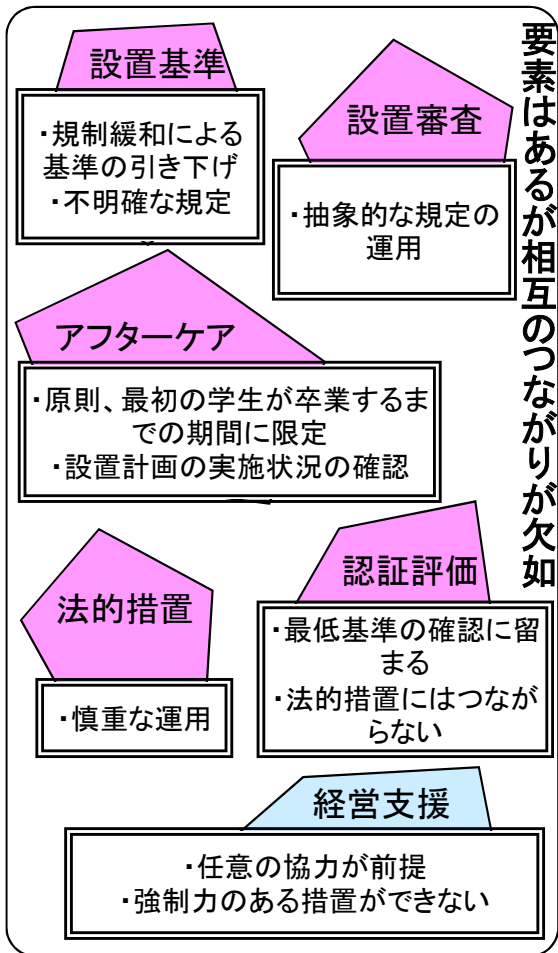 要素はあるが相互のつながりが欠如
設置基準
・規制緩和による
基準の引き下げ
・不明確な規定
設置審査
・抽象的な規定の
運用
アフターケア
・原則、最初の学生が卒業するま
での期間に限定
・設置計画の実施状況の確認
法的措置
・慎重な運用
認証評価
・最低基準の確認に留
まる
・法的措置にはつなが
らない
経営支援
・任意の協力が前提
・強制力のある措置ができない